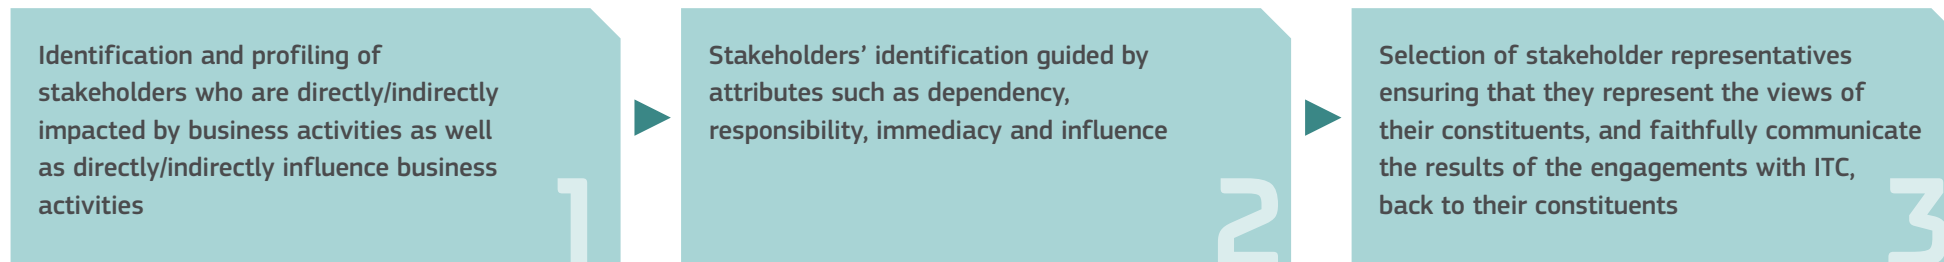 Identification and profiling of
stakeholders who are directly/indirectly
impacted by business activities as well
as directly/indirectly influence business
activities
1
Stakeholders’ identification guided by
attributes such as dependency,
responsibility, immediacy and influence
2
Selection of stakeholder representatives
ensuring that they represent the views of
their constituents, and faithfully communicate
the results of the engagements with ITC,
back to their constituents
3